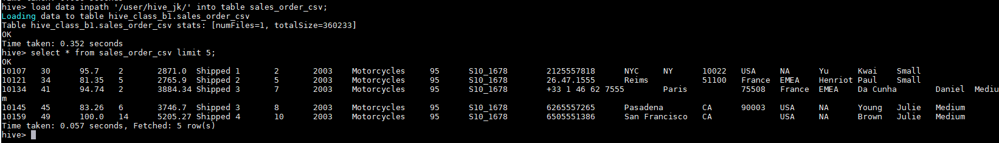 hive> load data inpath '/user/hive_jk/' into table sales_order_csv;
Loading data to table hive_class_b1.sales_order_csv
Table hive_class_b1.sales_order_csv stats: [numFiles=1, totalSize=360233]
OK
Time taken: 0.352 seconds
hive> select * from sales_order_csv limit 5;
OK
10107 30 95.7 2 2871.0 Shipped 1 2 2003 Motorcycles 95 S10_1678 2125557818 NYC NY 10022 USA NA Yu Kwai Small
10121 34 81.35 5 2765.9 Shipped 2 5 2003 Motorcycles 95 S10_1678 26.47.1555 Reims 51100 France EMEA Henriot Paul Small
10134 41 94.74 2 3884.34 Shipped 3 7 2003 Motorcycles 95 S10_1678 +33 1 46 62 7555 Paris 75508 France EMEA Da Cunha Daniel Mediu
m
10145 45 83.26 6 3746.7 Shipped 3 8 2003 Motorcycles 95 S10_1678 6265557265 Pasadena CA 90003 USA NA Young Julie Medium
10159 49 100.0 14 5205.27 Shipped 4 10 2003 Motorcycles 95 S10_1678 6505551386 San Francisco CA USA NA Brown Julie Medium
Time taken: 0.057 seconds, Fetched: 5 row(s)
hive>